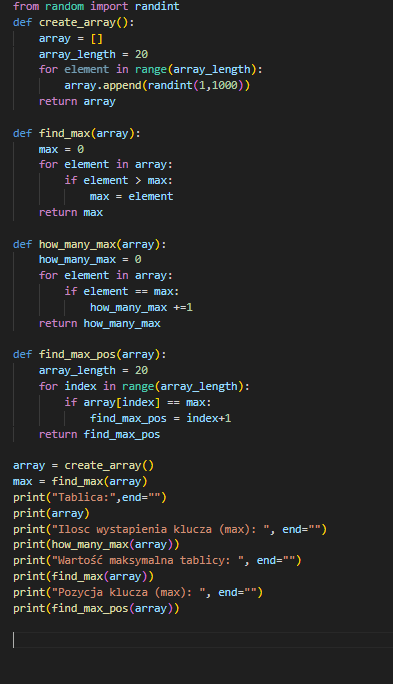 from random import randint
def create_array():
    array = []
    array_length = 20
    for element in range(array_length):
        array.append(randint(1,1000))
    return array

def find_max(array):
    max = 0
    for element in array:
        if element > max:
            max = element
    return max

def how_many_max(array):
    how_many_max = 0
    for element in array:
        if element == max:
            how_many_max +=1
    return how_many_max

def find_max_pos(array):
    array_length = 20
    for index in range(array_length):
        if array[index] == max:
            find_max_pos = index+1
    return find_max_pos

array = create_array()
max = find_max(array)
print("Tablica:",end="")
print(array)
print("Ilosc wystapienia klucza (max): ", end="")
print(how_many_max(array))
print("Wartość maksymalna tablicy: ", end="")
print(find_max(array))
print("Pozycja klucza (max): ", end="")
print(find_max_pos(array))